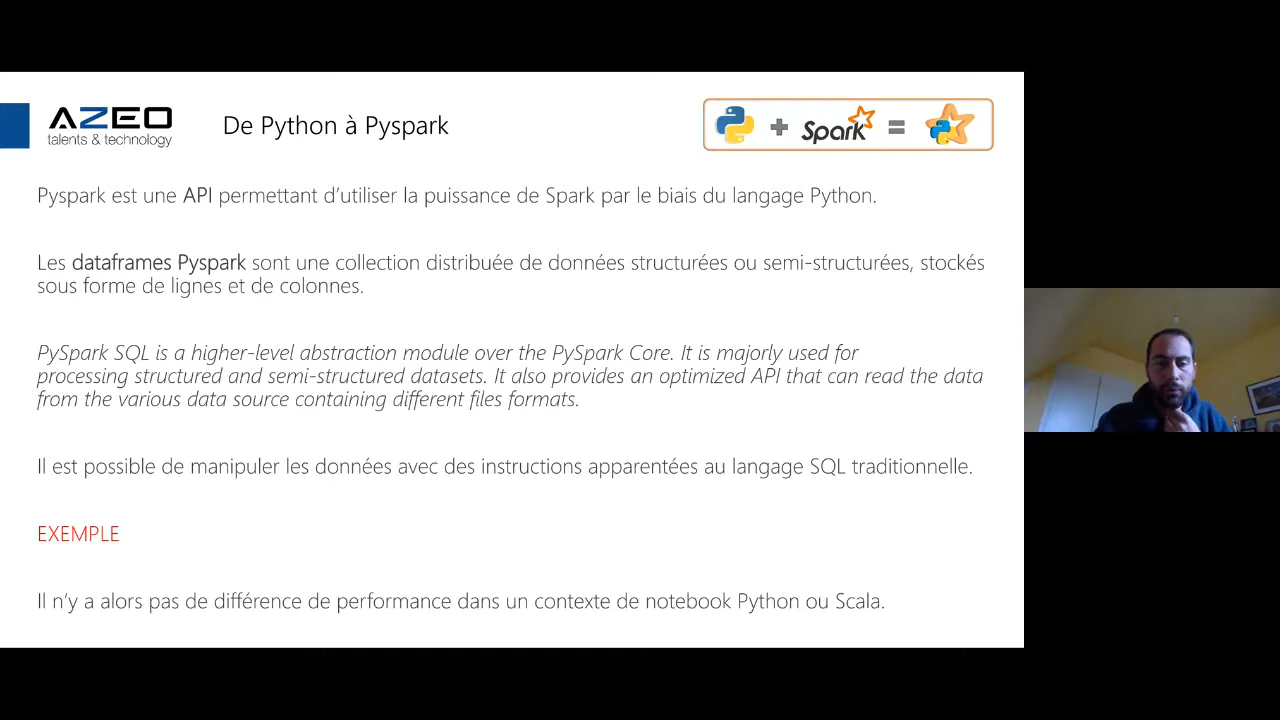 AZEO
talents & technology
De Python à Pyspark
Spark
Pyspark est une API permettant d’utiliser la puissance de Spark par le biais du langage Python.
Les dataframes Pyspark sont une collection distribuée de données structurées ou semi-structurées, stockés
sous forme de lignes et de colonnes.
PySpark SQL is a higher-level abstraction module over the PySpark Core. It is majorly used for
processing structured and semi-structured datasets. It also provides an optimized API that can read the data
from the various data source containing different files formats.
Il est possible de manipuler les données avec des instructions apparentées au langage SQL traditionnelle.
EXEMPLE
Il n’y a alors pas de différence de performance dans un contexte de notebook Python ou Scala.